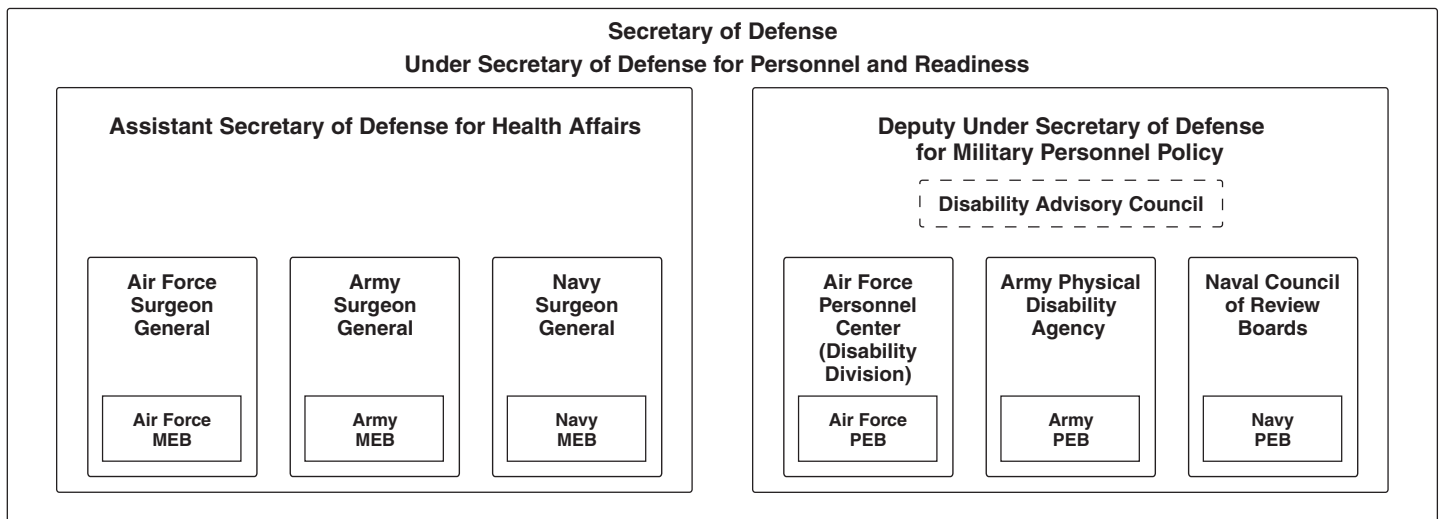 Secretary of Defense
Under Secretary of Defense for Personnel and Readiness
Assistant Secretary of Defense for Health Affairs
Air Force
Surgeon
General
Air Force
MEB
Army
Surgeon
General
Army
MEB
Navy
Surgeon
General
Navy
MEB
Deputy Under Secretary of Defense
for Military Personnel Policy
Disability Advisory Council
Air Force
Personnel
Center
(Disability
Division)
Air Force
PEB
Army Physical
Disability
Agency
Army
PEB
Naval Council
of Review
Boards
Navy
PEB